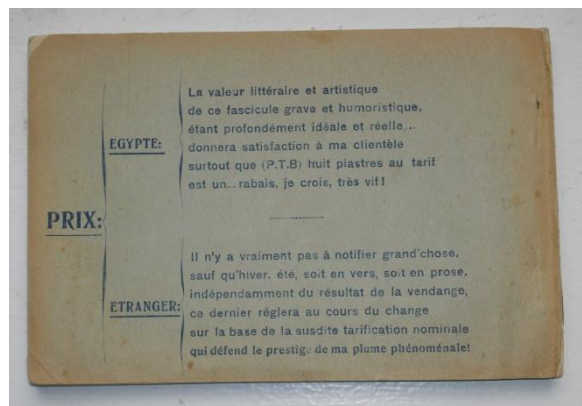 PRIX:
EGYPTE:
La valeur littéraire et artistique
de ce fascicule grave et humoristique,
étant profondément idéale et réelle,..
donnera satisfaction à ma clientèle
surtout que (P.T.8) huit piastres au tarif
est un.. rabais, je crois, très vif!
ETRANGER:
Il n'y a vraiment pas à notifier grand'chose,
sauf qu'hiver, été, soit en vers, soit en prose,
indépendamment du résultat de la vendange,
ce dernier réglera au cours du change
sur la base de la susdite tarification nominale
qui défend le prestige de ma plume phénoménale!